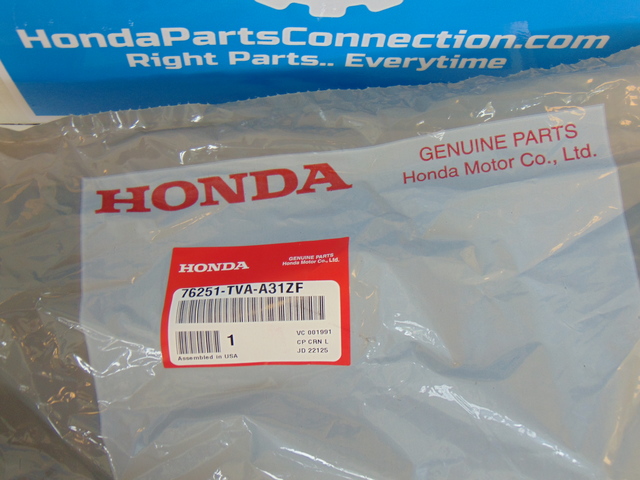 HondaPartsConnection.com
Right Parts.. Everytime
GENUINE PARTS
Honda Motor Co., Ltd.
HONDA
HONDA
GENUINE PARTS
Honda Motor Co., Ltd.
76251-TVA-A31ZF
1
VC 001991
CP CRN L
JD 22125
Assembled in USA